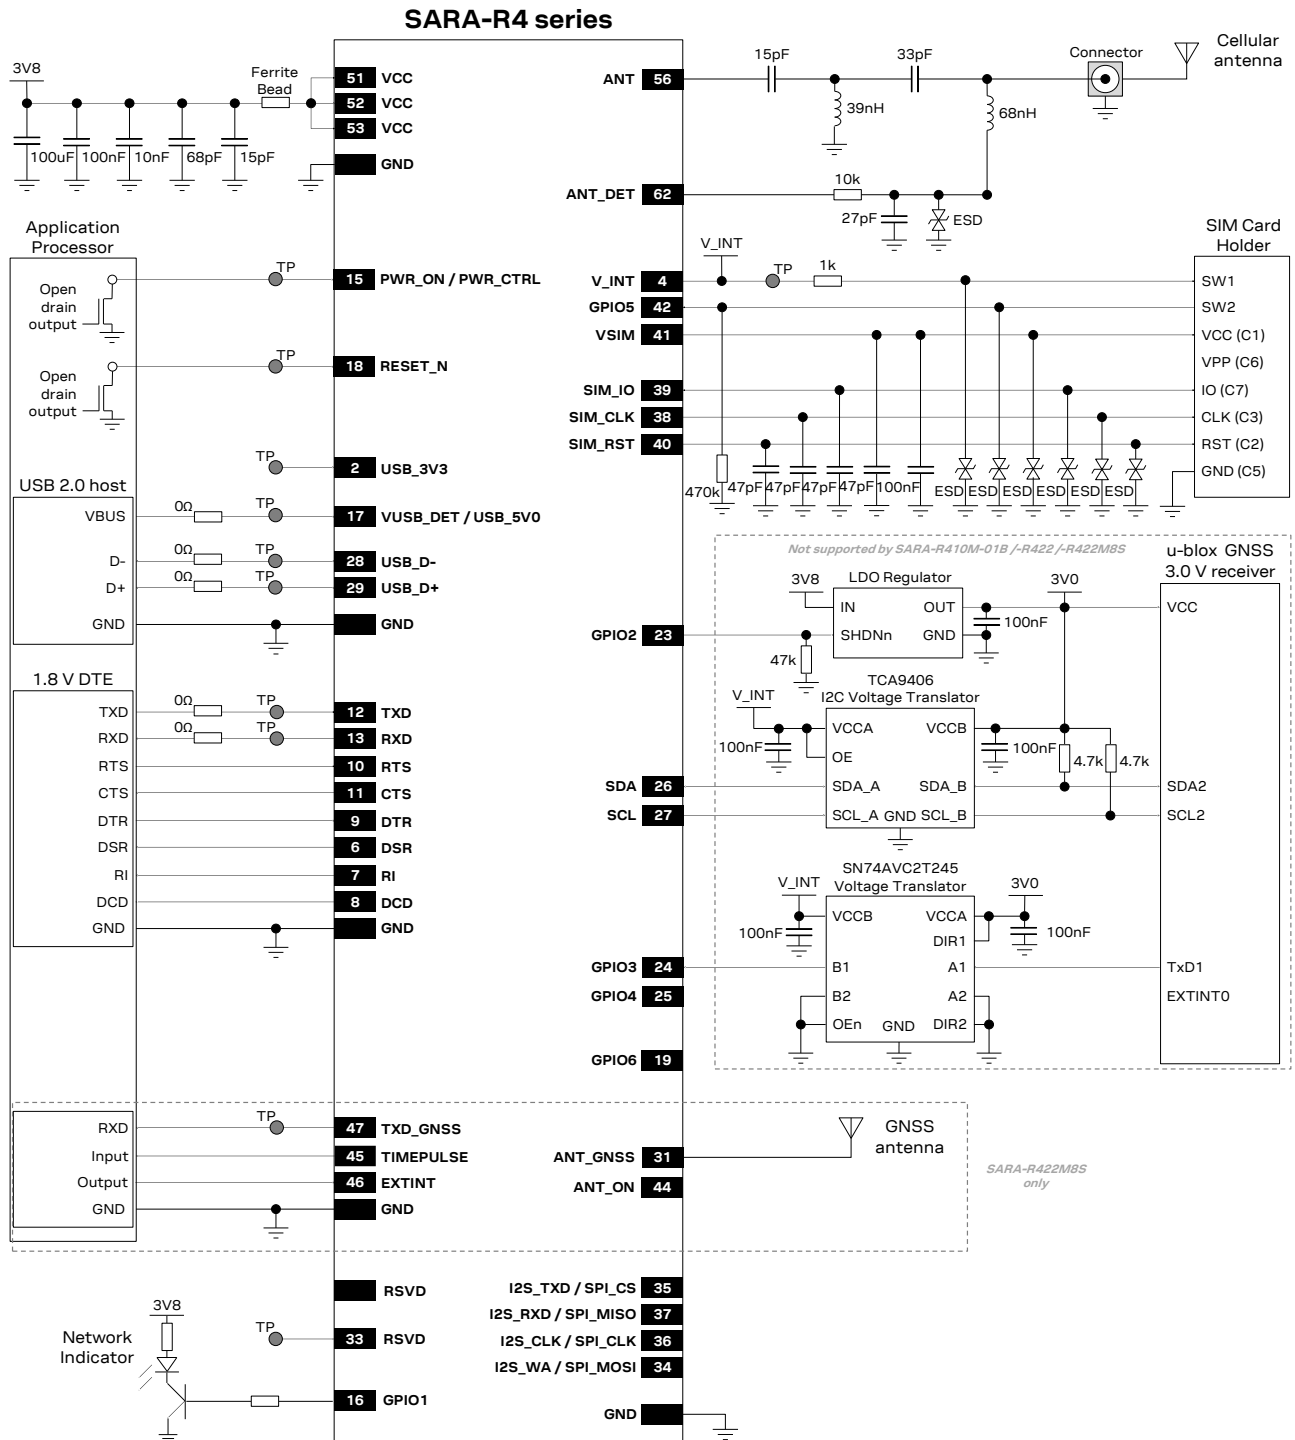 SARA-R4 series
3V8
Ferrite
Bead
100uF 100nF 10nF 68pF 15pF
51 VCC
52 VCC
53 VCC
GND
ANT 56
15pF
33pF
39nH
68nH
Connector
Cellular
antenna
ANT_DET 62
10k
27pF
ESD
Application
Processor
Open
drain
output
TP
15 PWR_ON / PWR_CTRL
Open
drain
output
TP
18 RESET_N
TP
2 USB_3V3
USB 2.0 host
VBUS 0Ω TP 17 VUSB_DET / USB_5V0
D- 0Ω TP 28 USB_D-
D+ 0Ω TP 29 USB_D+
GND GND
1.8 V DTE
TXD 0Ω TP 12 TXD
RXD 0Ω TP 13 RXD
RTS 10 RTS
CTS 11 CTS
DTR 9 DTR
DSR 6 DSR
RI 7 RI
DCD 8 DCD
GND GND
V_INT
SIM Card
Holder
V_INT 4 TP 1k SW1
GPIO5 42 SW2
VSIM 41 VCC (C1)
VPP (C6)
SIM_IO 39 IO (C7)
SIM_CLK 38 CLK (C3)
SIM_RST 40 RST (C2)
GND (C5)
470k 47pF 47pF 47pF 47pF 100nF ESD ESD ESD ESD ESD ESD
Not supported by SARA-R410M-01B /-R422 /-R422M8S
u-blox GNSS
3.0 V receiver
3V8
LDO Regulator
3V0
IN OUT
VCC
100nF
GPIO2 23
SHDNn GND
47k
TCA9406
I2C Voltage Translator
V_INT
VCCA VCCB
100nF
OE
100nF
4.7k
4.7k
SDA 26 SDA_A SDA_B SDA2
SCL 27 SCL_A GND SCL_B SCL2
SN74AVC2T245
Voltage Translator
V_INT
3V0
VCCB VCCA
100nF
DIR1
100nF
GPIO3 24 B1 A1 TxD1
GPIO4 25 B2 A2 EXTINT0
OEn GND DIR2
GPIO6 19
RXD TP 47 TXD_GNSS
Input 45 TIMEPULSE
Output 46 EXTINT
GND GND
ANT_GNSS 31
ANT_ON 44
GNSS
antenna
SARA-R422M8S
only
RSVD
TP 33 RSVD
3V8
Network
Indicator
16 GPIO1
I2S_TXD / SPI_CS 35
I2S_RXD / SPI_MISO 37
I2S_CLK / SPI_CLK 36
I2S_WA / SPI_MOSI 34
GND